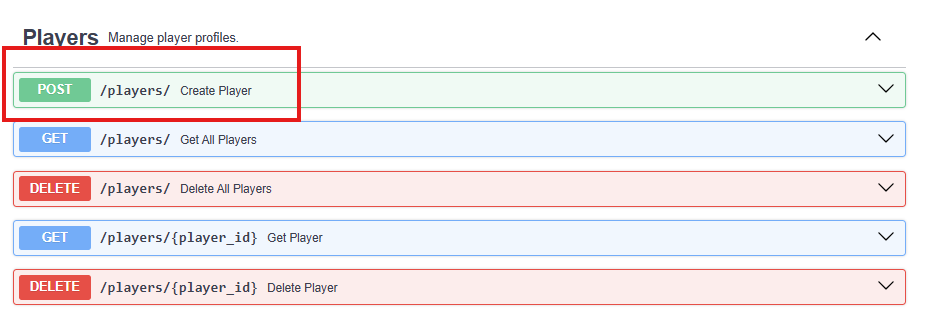 Players Manage player profiles.
POST /players/ Create Player
GET /players/ Get All Players
DELETE /players/ Delete All Players
GET /players/{player_id} Get Player
DELETE /players/{player_id} Delete Player